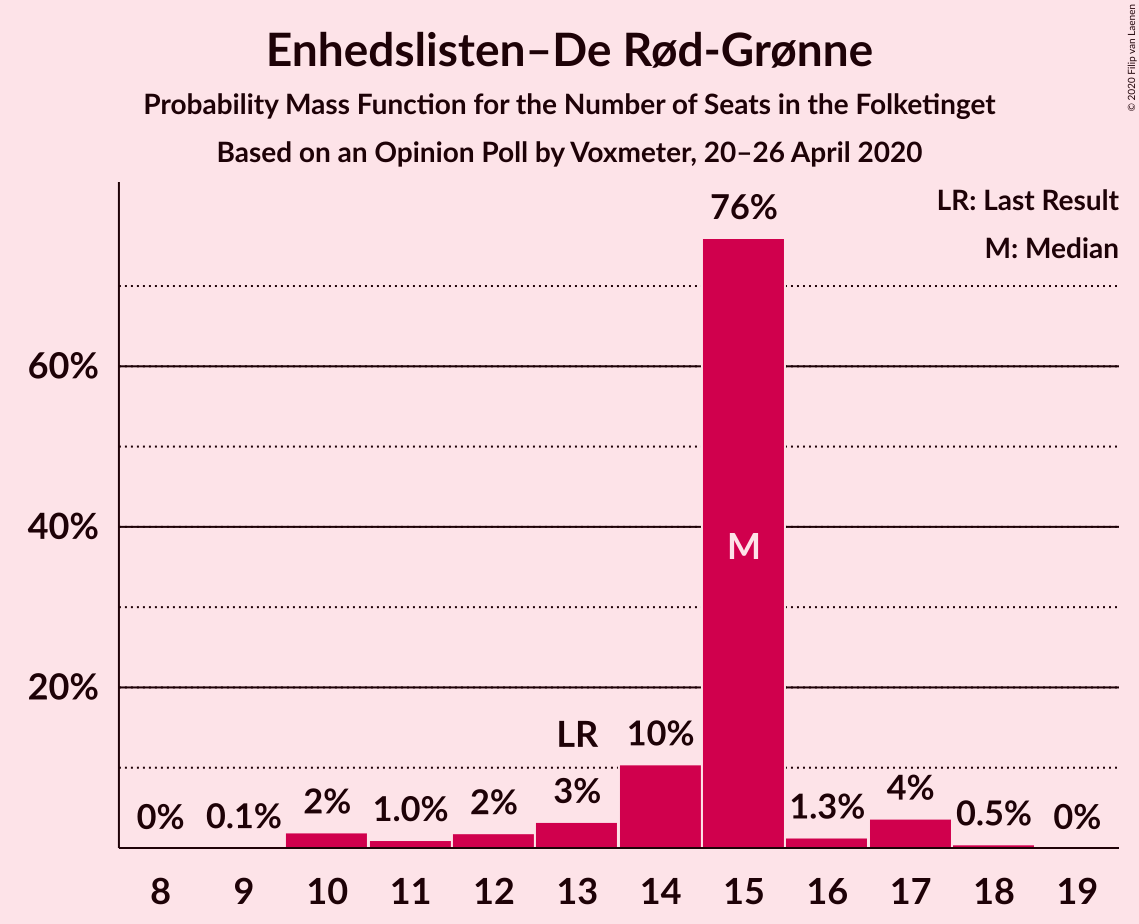 Enhedslisten–De Rød-Grønne
Probability Mass Function for the Number of Seats in the Folketinget
Based on an Opinion Poll by Voxmeter, 20–26 April 2020
© 2020 Filip van Laenen
LR: Last Result
M: Median
76%
60%
40%
M
20%
LR 10%
0% 0.1% 2% 1.0% 2% 3% 1.3% 4% 0.5% 0%
8 9 10 11 12 13 14 15 16 17 18 19